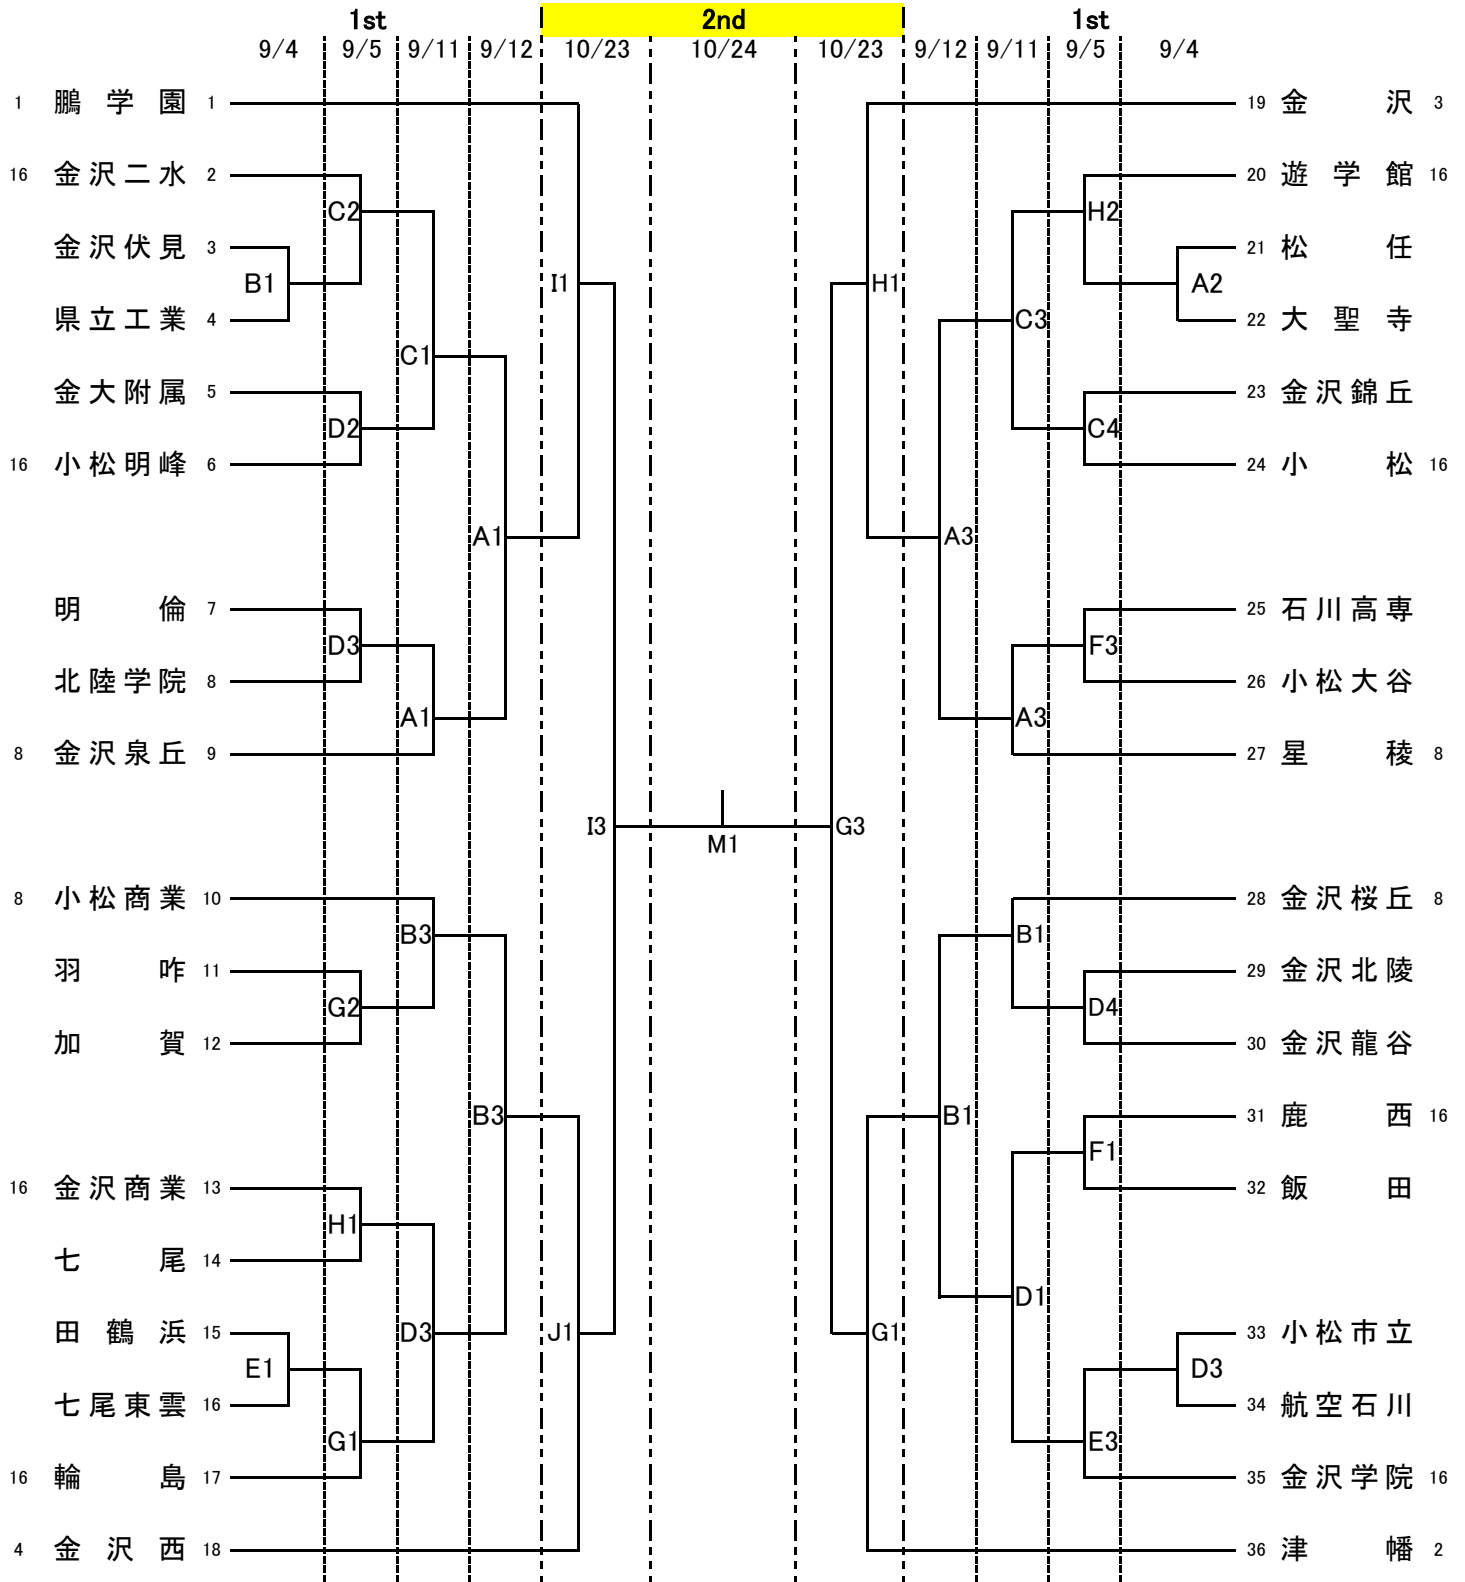 1st 2nd 1st
9/4 9/5 9/11 9/12 10/23 10/24 10/23 9/12 9/11 9/5 9/4
1 鵬学園 1 19 金沢 3
16 金沢二水 2 20 遊学館 16
C2 H2
金沢伏見 3 21 松任
B1 I1 H1 A2
県立工業 4 C3 22 大聖寺
C1
金大附属 5 23 金沢錦丘
D2 C4
16 小松明峰 6 24 小松 16
A1 A3
明倫 7 25 石川高専
D3 F3
北陸学院 8 26 小松大谷
A1 A3
8 金沢泉丘 9 27 星稜 8
I3 G3
M1
8 小松商業 10 28 金沢桜丘 8
B3 B1
羽咋 11 29 金沢北陵
G2 D4
加賀 12 30 金沢龍谷
B3 B1 31 鹿西 16
F1
16 金沢商業 13 32 飯田
H1
七尾 14
D1
田鶴浜 15 D3 J1 G1 33 小松市立
E1 D3
七尾東雲 16 34 航空石川
G1 E3
16 輪島 17 35 金沢学院 16
4 金沢西 18 36 津幡 2